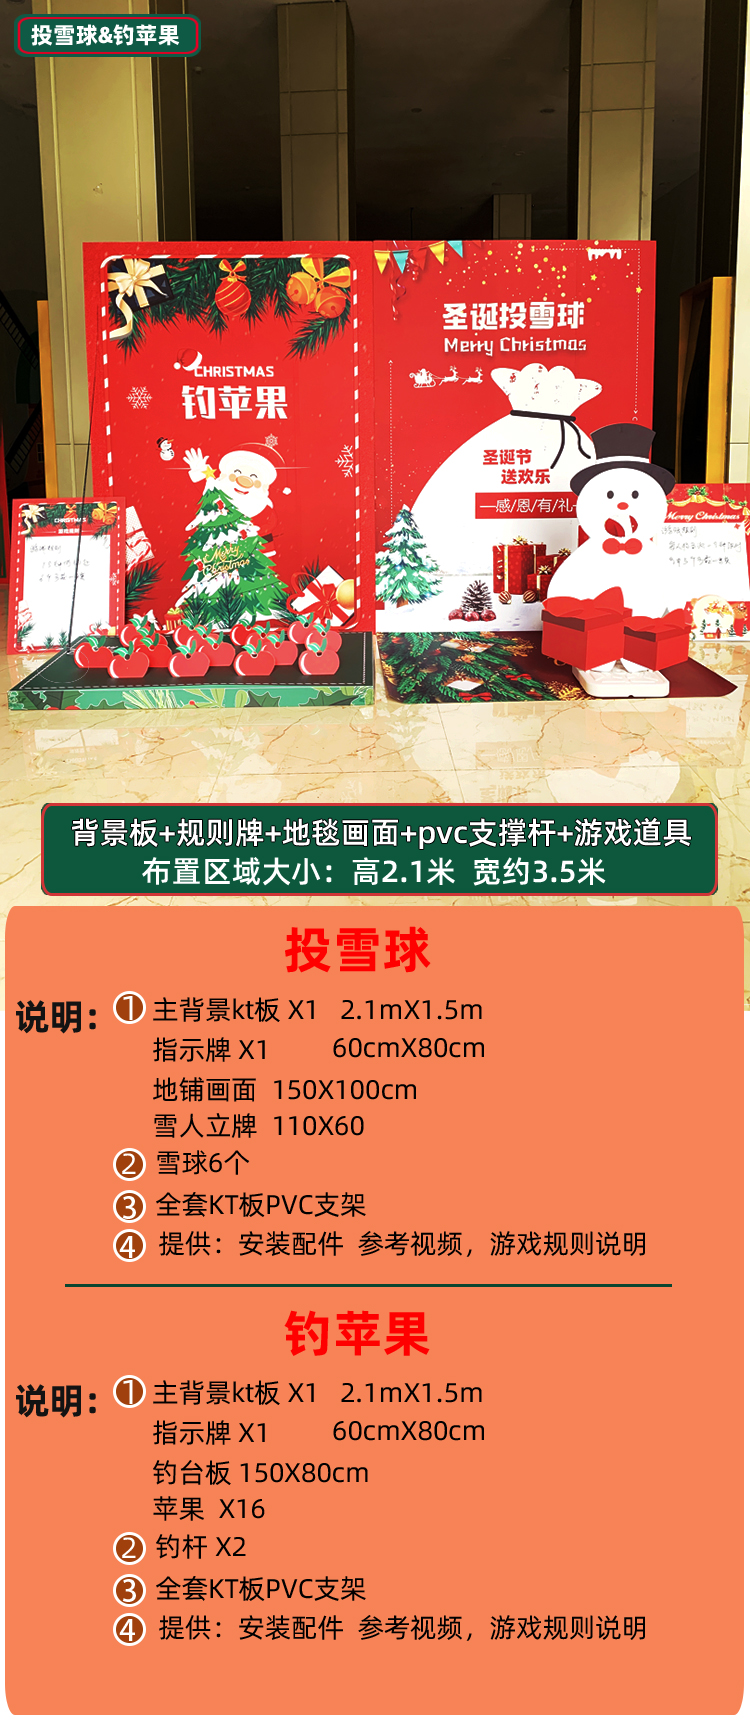 投雪球&钓苹果
CHRISTMAS
钓苹果
Merry
Christmas
圣诞投雪球
Merry Christmas
圣诞节
送欢乐
一感/恩/有/礼一
CHRISTMAS
游戏规则
Merry Christmas
背景板+规则牌+地毯画面+pvc支撑杆+游戏道具
布置区域大小：高2.1米 宽约3.5米
投雪球
说明：
① 主背景kt板 X1 2.1mX1.5m
指示牌 X1 60cmX80cm
地铺画面 150X100cm
雪人立牌 110X60
② 雪球6个
③ 全套KT板PVC支架
④ 提供：安装配件 参考视频，游戏规则说明
钓苹果
说明：
① 主背景kt板 X1 2.1mX1.5m
指示牌 X1 60cmX80cm
钓台板 150X80cm
苹果 X16
② 钓杆 X2
③ 全套KT板PVC支架
④ 提供：安装配件 参考视频，游戏规则说明